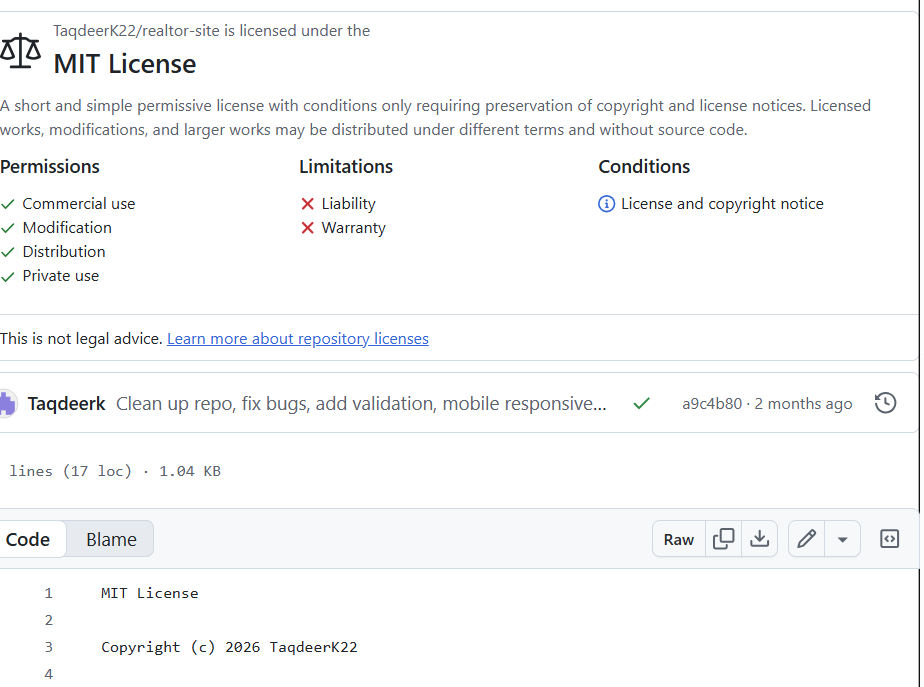 TaqdeerK22/realtor-site is licensed under the
MIT License
A short and simple permissive license with conditions only requiring preservation of copyright and license notices. Licensed
works, modifications, and larger works may be distributed under different terms and without source code.
Permissions
Commercial use
Modification
Distribution
Private use
Limitations
Liability
Warranty
Conditions
License and copyright notice
This is not legal advice. Learn more about repository licenses
Taqdeerk Clean up repo, fix bugs, add validation, mobile responsive... a9c4b80 · 2 months ago
lines (17 loc) · 1.04 KB
Code Blame Raw
1 MIT License
2
3 Copyright (c) 2026 TaqdeerK22
4